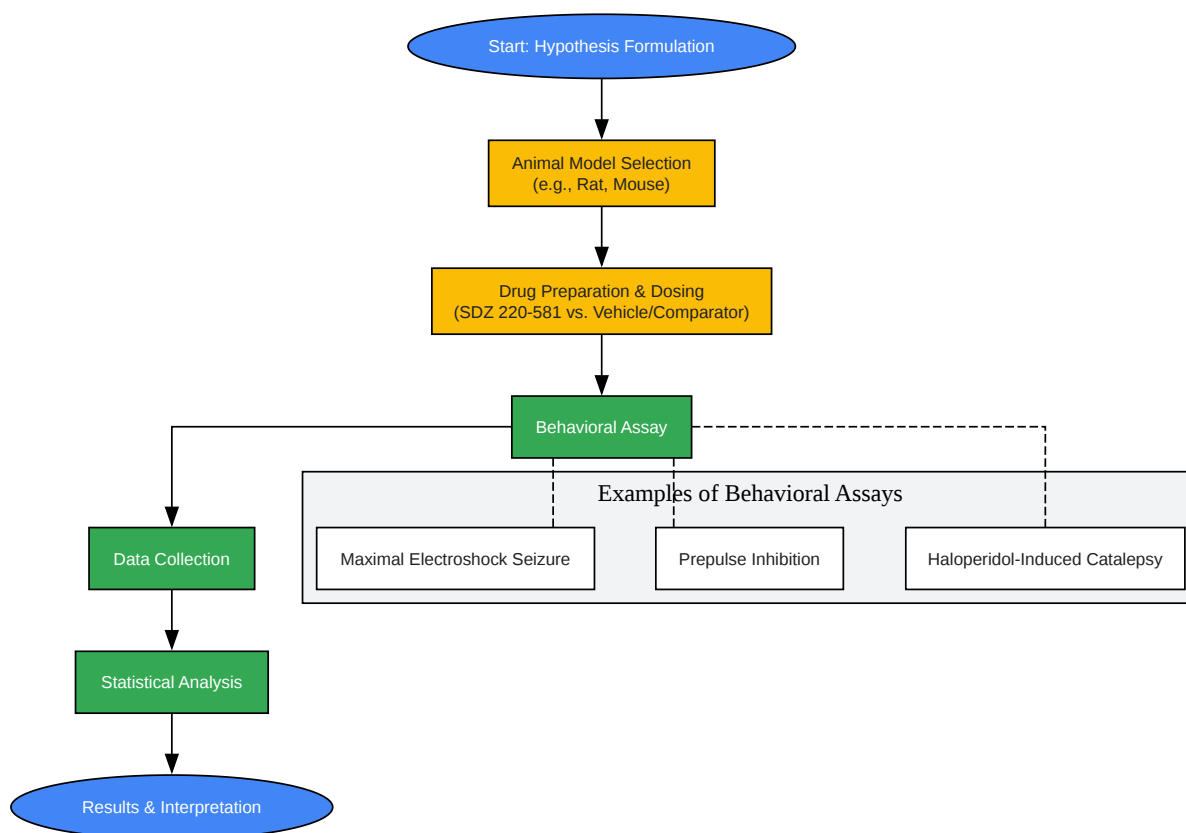 Start: Hypothesis Formulation
Animal Model Selection
(e.g., Rat, Mouse)
Drug Preparation & Dosing
(SDZ 220-581 vs. Vehicle/Comparator)
Behavioral Assay
Examples of Behavioral Assays
Data Collection
Maximal Electroshock Seizure
Prepulse Inhibition
Haloperidol-Induced Catalepsy
Statistical Analysis
Results & Interpretation